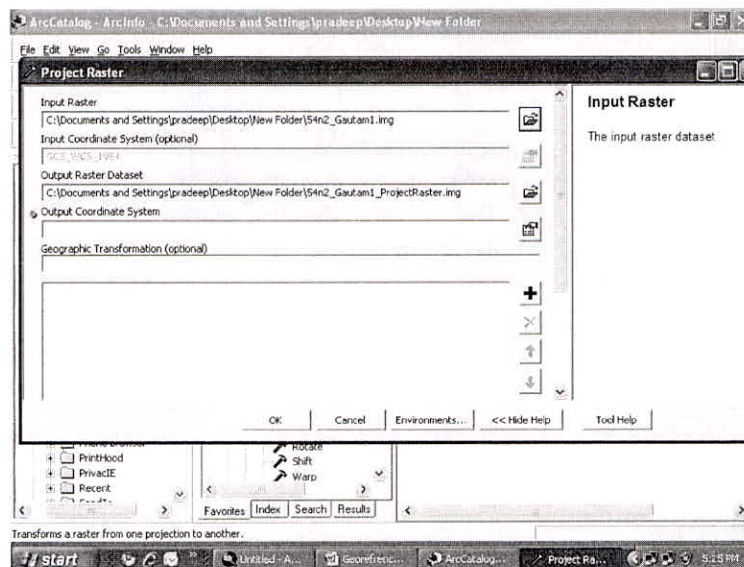 ArcCatalog - ArcInfo - C:\Documents and Settings\pradeep\Desktop\New Folder
File Edit View Go Tools Window Help
Project Raster
Input Raster
C:\Documents and Settings\pradeep\Desktop\New Folder\54n2_Gautam1.img
Input Coordinate System (optional)
GCS_WGS_1984
Output Raster Dataset
C:\Documents and Settings\pradeep\Desktop\New Folder\54n2_Gautam1_ProjectRaster.img
Output Coordinate System
Geographic Transformation (optional)
Input Raster
The input raster dataset
OK Cancel Environments... << Hide Help Tool Help
PrintHood
PrivacIE
Recent
Rotate
Shift
Warp
Favorites Index Search Results
Transforms a raster from one projection to another.
start Untitled - A... Georefrenc... ArcCatalog... Project Ra... 5:25 PM